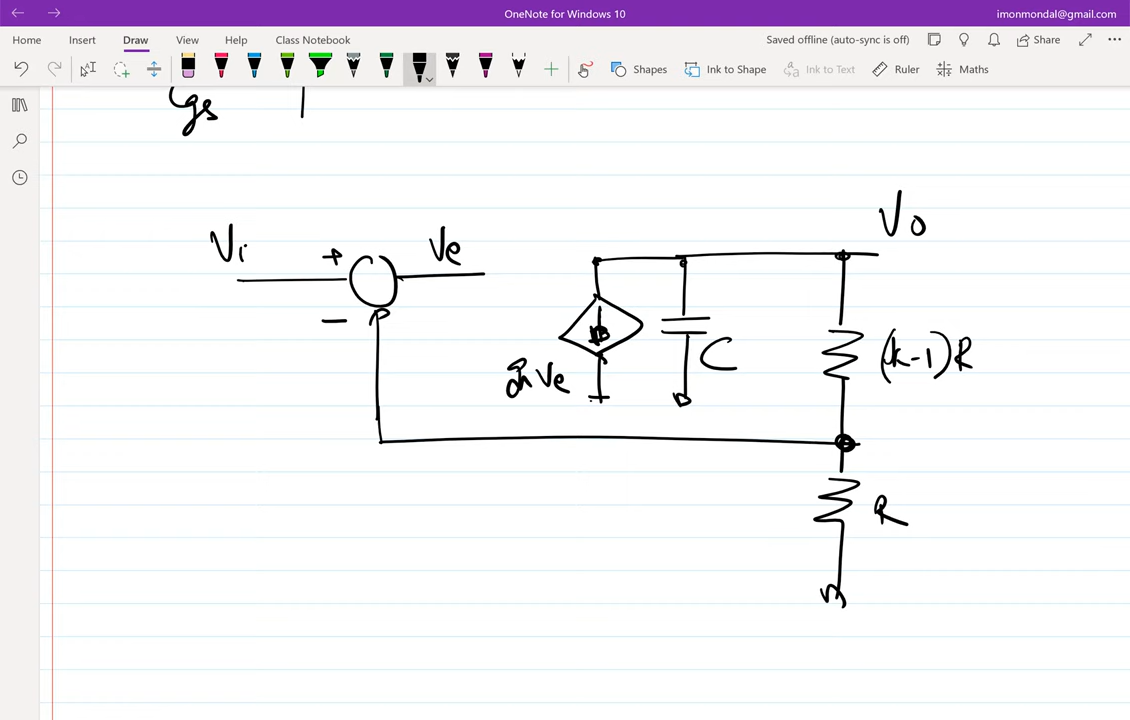 OneNote for Windows 10
imonmondal@gmail.com
Home Insert Draw View Help Class Notebook
Saved offline (auto-sync is off) Share
Shapes Ink to Shape Ink to Text Ruler Maths
gs
Vi + Ve Vo
−
C (k-1)R
Ve
R